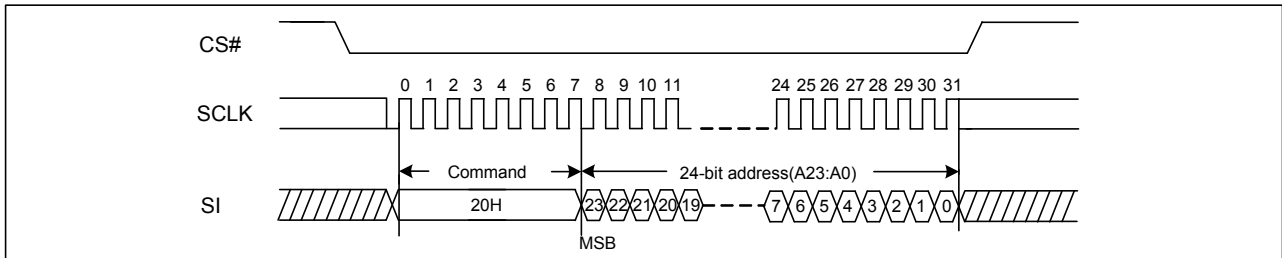 CS#
0 1 2 3 4 5 6 7 8 9 10 11 24 25 26 27 28 29 30 31
SCLK
Command 24-bit address(A23:A0)
SI 20H 23 22 21 20 19 7 6 5 4 3 2 1 0
MSB